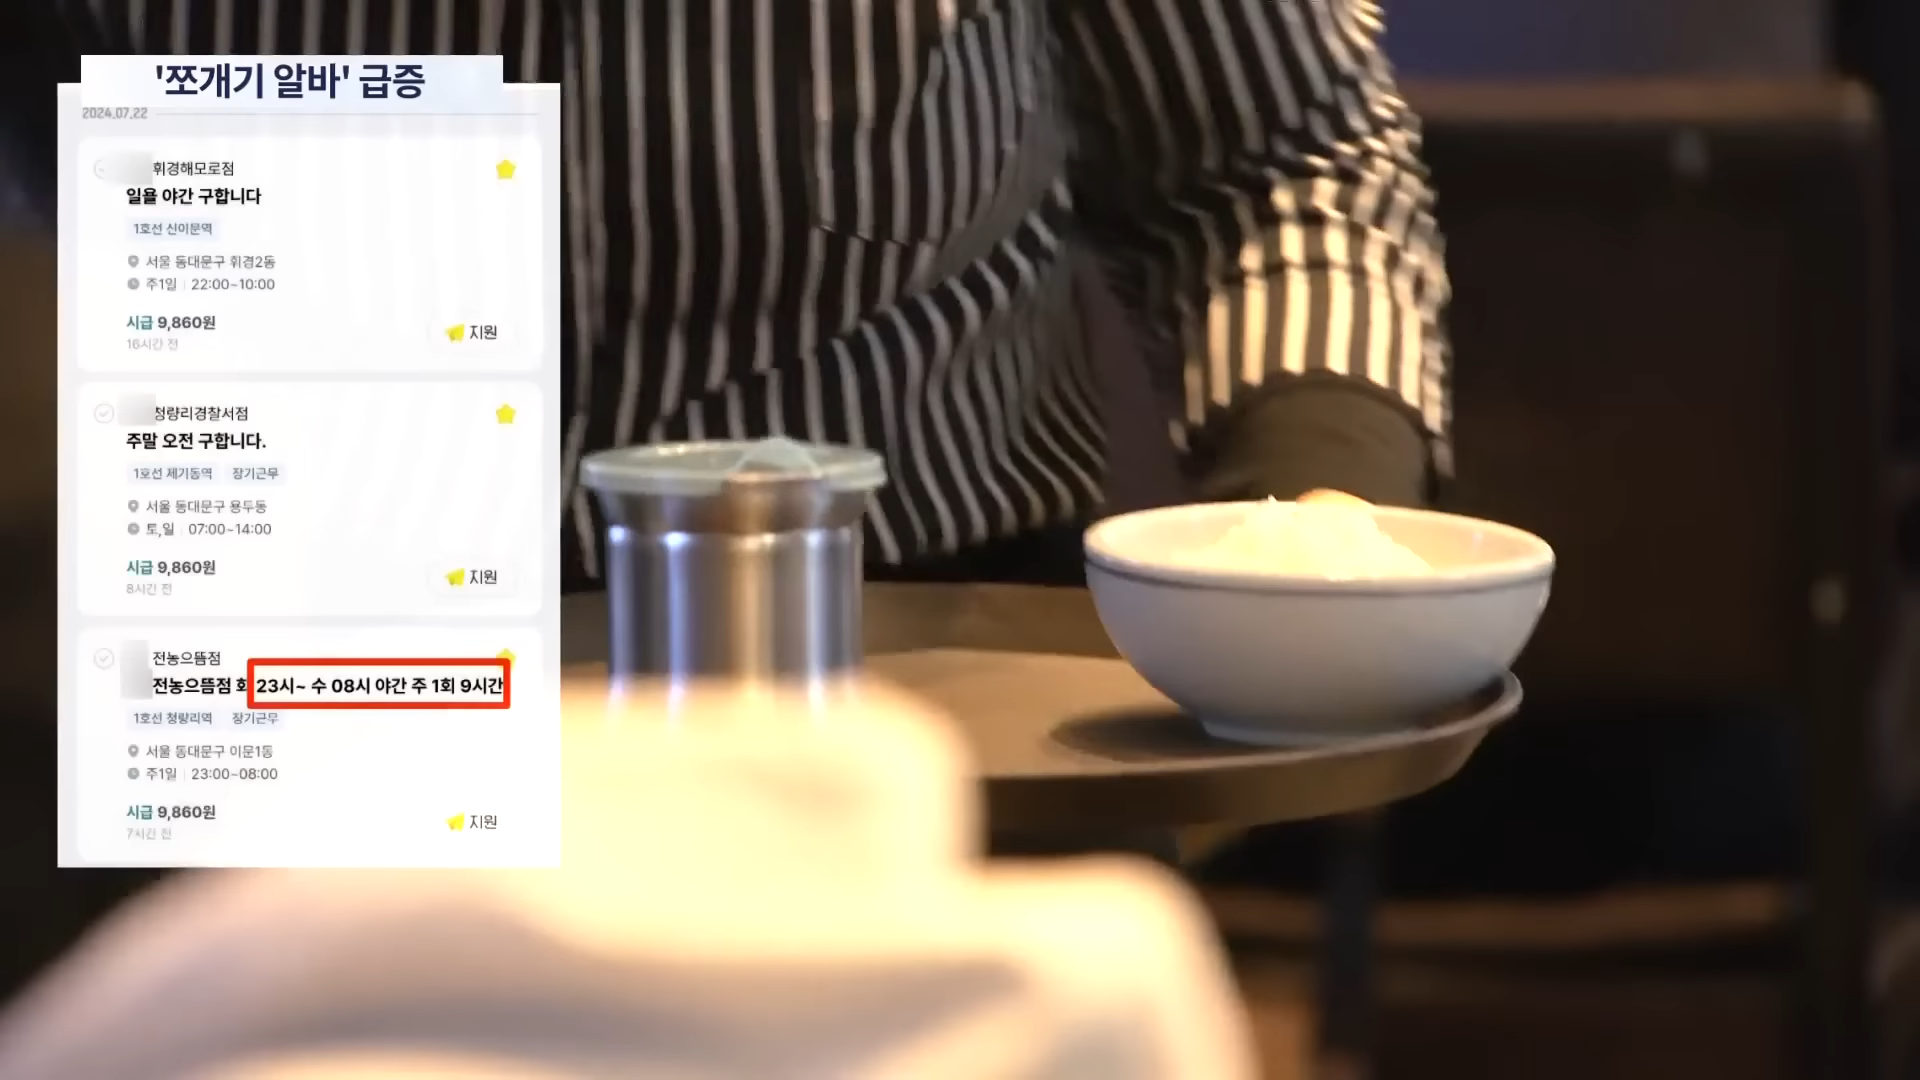 '쪼개기 알바' 급증
2024.07.22
휘경해모로점
일욜 야간 구합니다
1호선 신이문역
서울 동대문구 휘경2동
주1일 22:00~10:00
시급 9,860원
16시간 전
지원
청량리경찰서점
주말 오전 구합니다.
1호선 제기동역 장기근무
서울 동대문구 용두동
토,일 07:00~14:00
시급 9,860원
8시간 전
지원
전농으뜸점
전농으뜸점 화 23시~ 수 08시 야간 주 1회 9시간
1호선 청량리역 장기근무
서울 동대문구 이문1동
주1일 23:00~08:00
시급 9,860원
7시간 전
지원